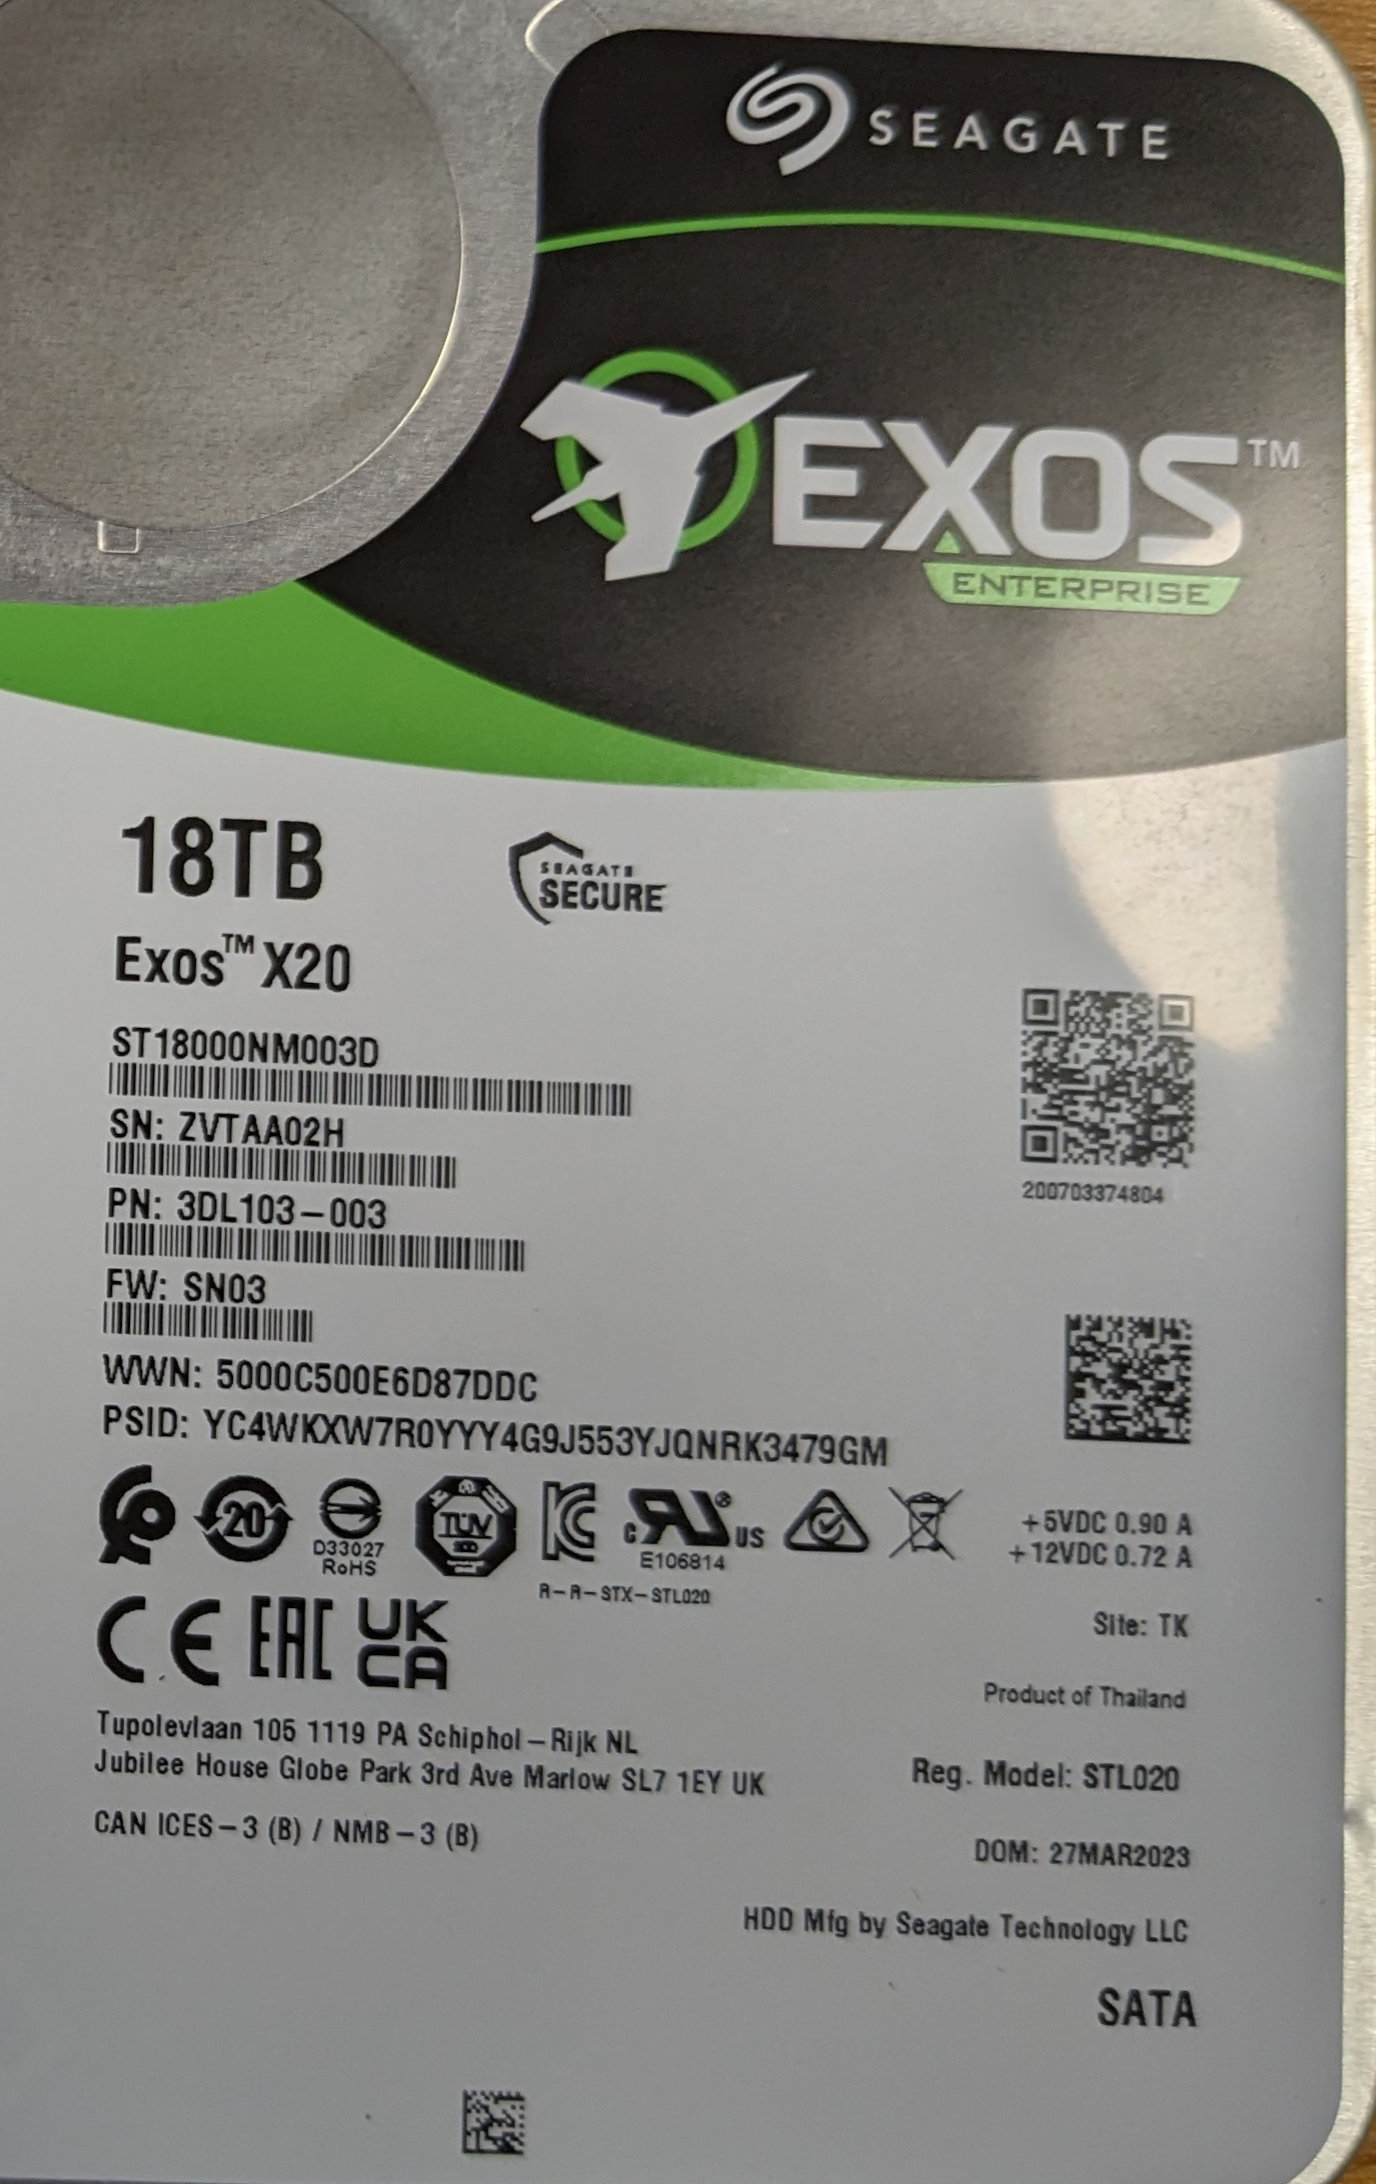 SEAGATE
EXOS™
ENTERPRISE
18TB
SEAGATE
SECURE
Exos™ X20
ST18000NM003D
SN: ZVTAA02H
PN: 3DL103-003
FW: SN03
WWN: 5000C500E6D87DDC
PSID: YC4WKXW7R0YYY4G9J553YJQNRK3479GM
200703374804
20
D33027
RoHS
TÜV
c RU ® US
E106814
R-R-STX-STL020
+5VDC 0.90 A
+12VDC 0.72 A
CE EAC UK
CA
Site: TK
Product of Thailand
Tupolevlaan 105 1119 PA Schiphol-Rijk NL
Jubilee House Globe Park 3rd Ave Marlow SL7 1EY UK
Reg. Model: STL020
CAN ICES-3 (B) / NMB-3 (B)
DOM: 27MAR2023
HDD Mfg by Seagate Technology LLC
SATA